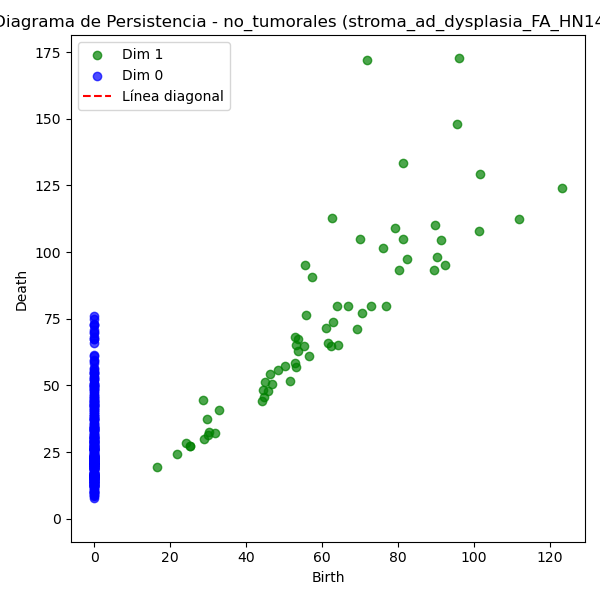 Diagrama de Persistencia - no_tumorales (stroma_ad_dysplasia_FA_HN14
Dim 1
Dim 0
Línea diagonal
Death
175
150
125
100
75
50
25
0
0 20 40 60 80 100 120
Birth